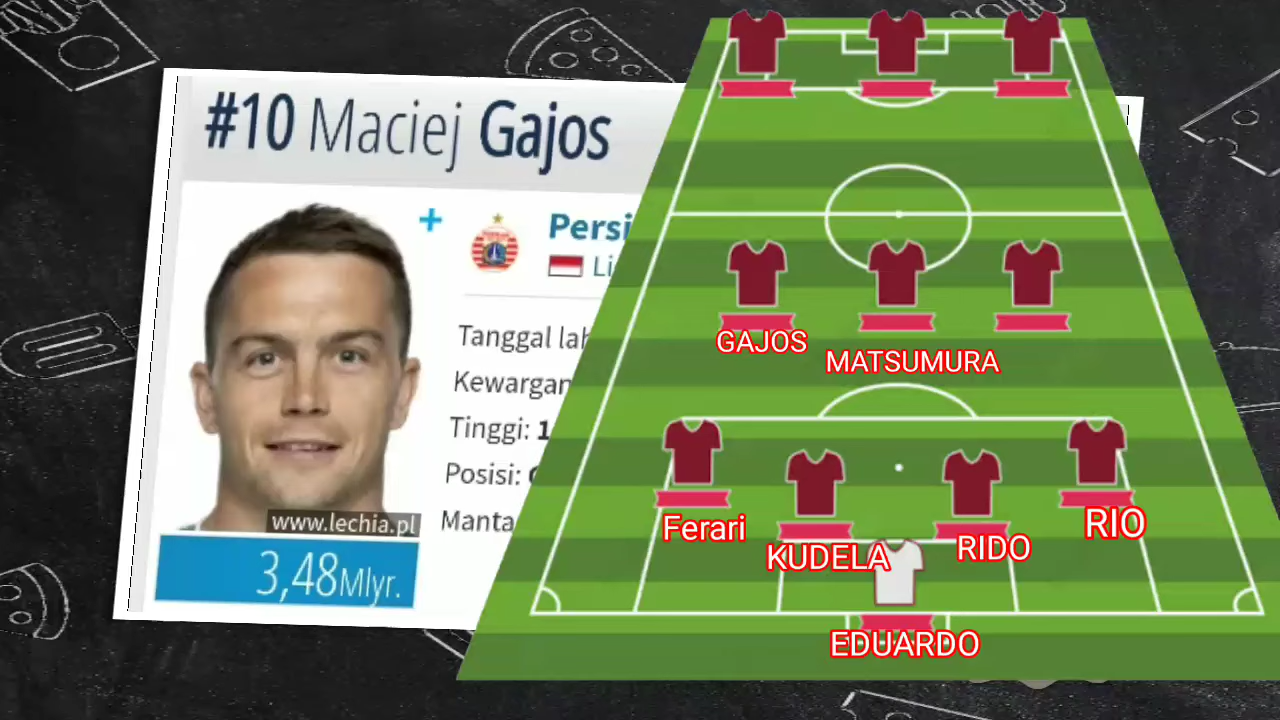 #10 Maciej Gajos
Persi
Li
Tanggal lah
Kewargan
Tinggi: 1
Posisi:
Manta
www.lechia.pl
3,48Mlyr.
GAJOS
MATSUMURA
Ferari
KUDELA
RIDO
RIO
EDUARDO